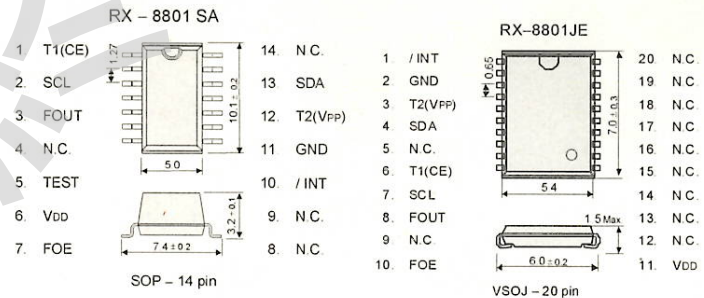 RX – 8801 SA
1 T1(CE)
2. SCL
3. FOUT
4 N.C.
5. TEST
6. VDD
7. FOE
1.27
10.1 ± 0.2
5 0
3.2 ± 0.1
7 4 ± 0 2
14. N C.
13 SDA
12. T2(VPP)
11 GND
10. / INT
9. N C.
8. N.C.
SOP – 14 pin
RX–8801JE
1. / INT
2. GND
3. T2(VPP)
4. SDA
5. N.C.
6. T1(CE)
7. SCL
8. FOUT
9. N.C.
10. FOE
0.65
7.0 ± 0.3
5 4
1 5 Max
6 0 ± 0.2
20. N.C.
19. N.C.
18. N.C.
17. N.C.
16. N.C.
15. N.C.
14 N.C.
13. N.C.
12. N.C.
11. VDD
VSOJ – 20 pin